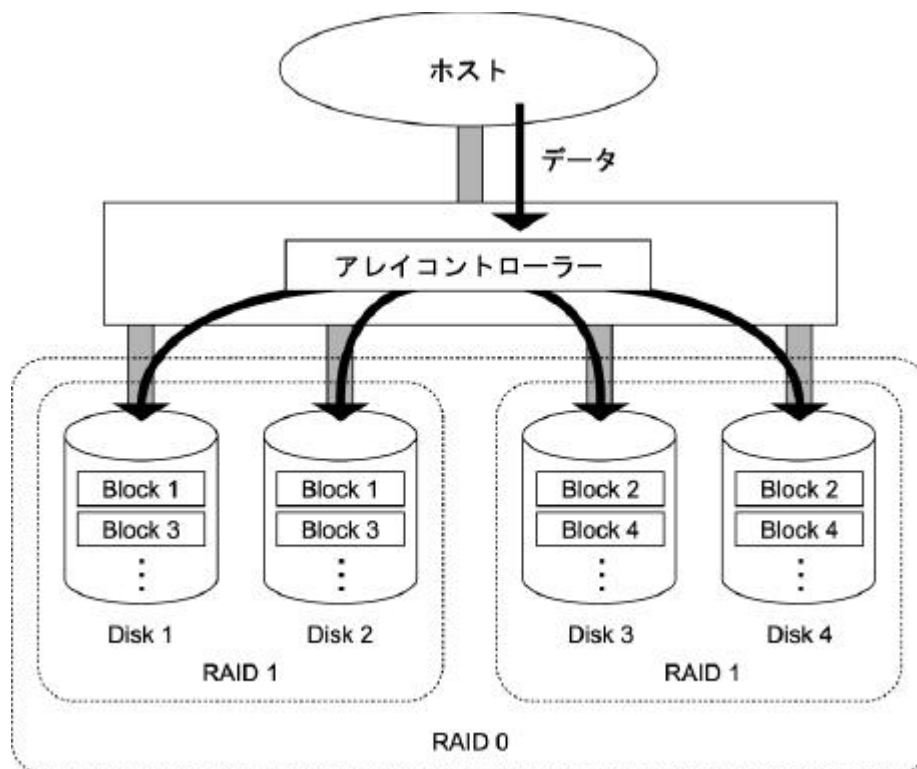 ホスト
データ
アレイコントローラー
Block 1
Block 3
Block 1
Block 3
Block 2
Block 4
Block 2
Block 4
Disk 1
Disk 2
Disk 3
Disk 4
RAID 1
RAID 1
RAID 0